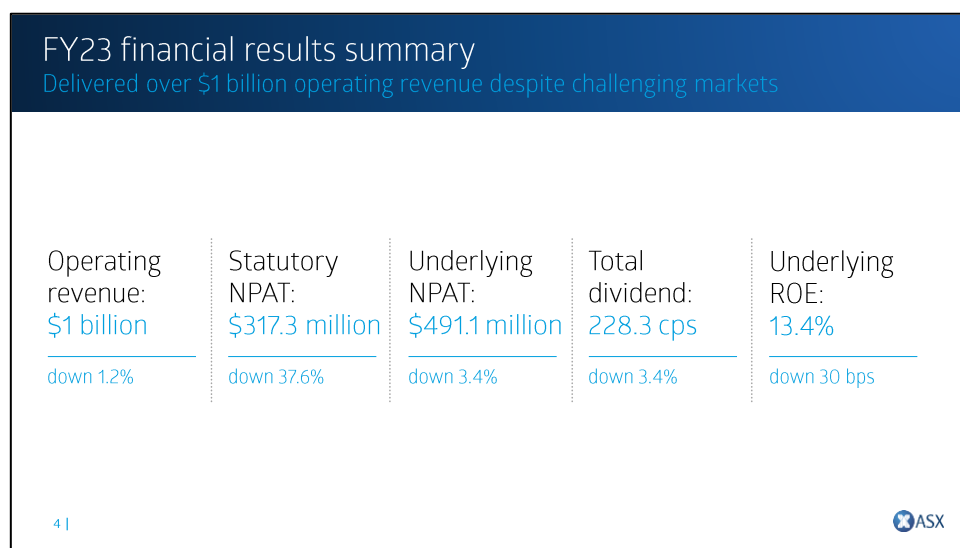 FY23 financial results summary
Delivered over $1 billion operating revenue despite challenging markets
Operating
revenue:
$1 billion
down 1.2%
Statutory
NPAT:
$317.3 million
down 37.6%
Underlying
NPAT:
$491.1 million
down 3.4%
Total
dividend:
228.3 cps
down 3.4%
Underlying
ROE:
13.4%
down 30 bps
4 |
ASX